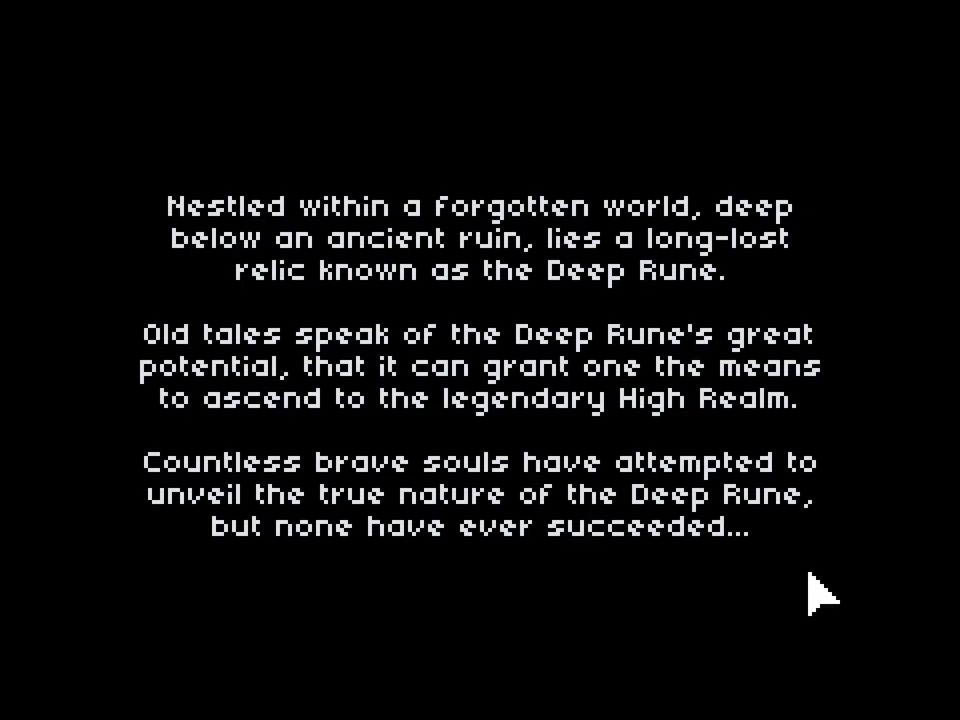 Nestled within a forgotten world, deep
below an ancient ruin, lies a long-lost
relic known as the Deep Rune.
Old tales speak of the Deep Rune's great
potential, that it can grant one the means
to ascend to the legendary High Realm.
Countless brave souls have attempted to
unveil the true nature of the Deep Rune,
but none have ever succeeded...